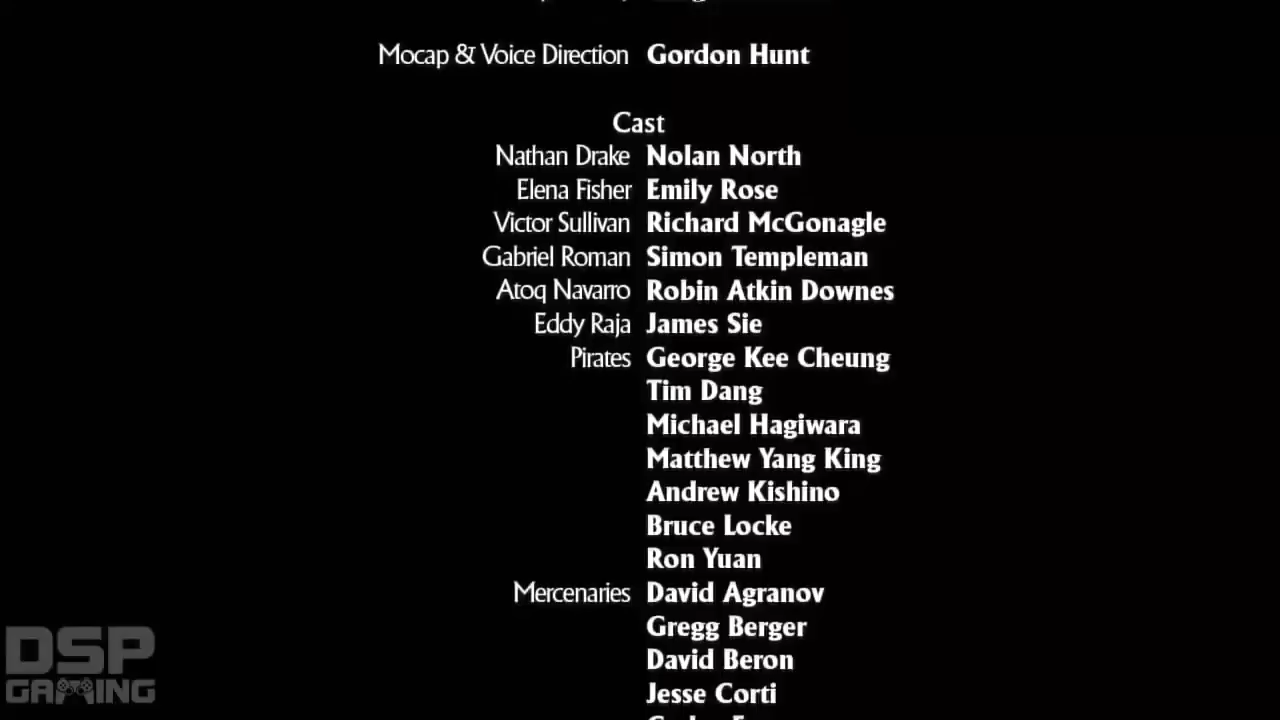 Mocap & Voice Direction Gordon Hunt
Cast
Nathan Drake Nolan North
Elena Fisher Emily Rose
Victor Sullivan Richard McGonagle
Gabriel Roman Simon Templeman
Atoq Navarro Robin Atkin Downes
Eddy Raja James Sie
Pirates George Kee Cheung
Tim Dang
Michael Hagiwara
Matthew Yang King
Andrew Kishino
Bruce Locke
Ron Yuan
Mercenaries David Agranov
Gregg Berger
David Beron
Jesse Corti
DSP
GAMING